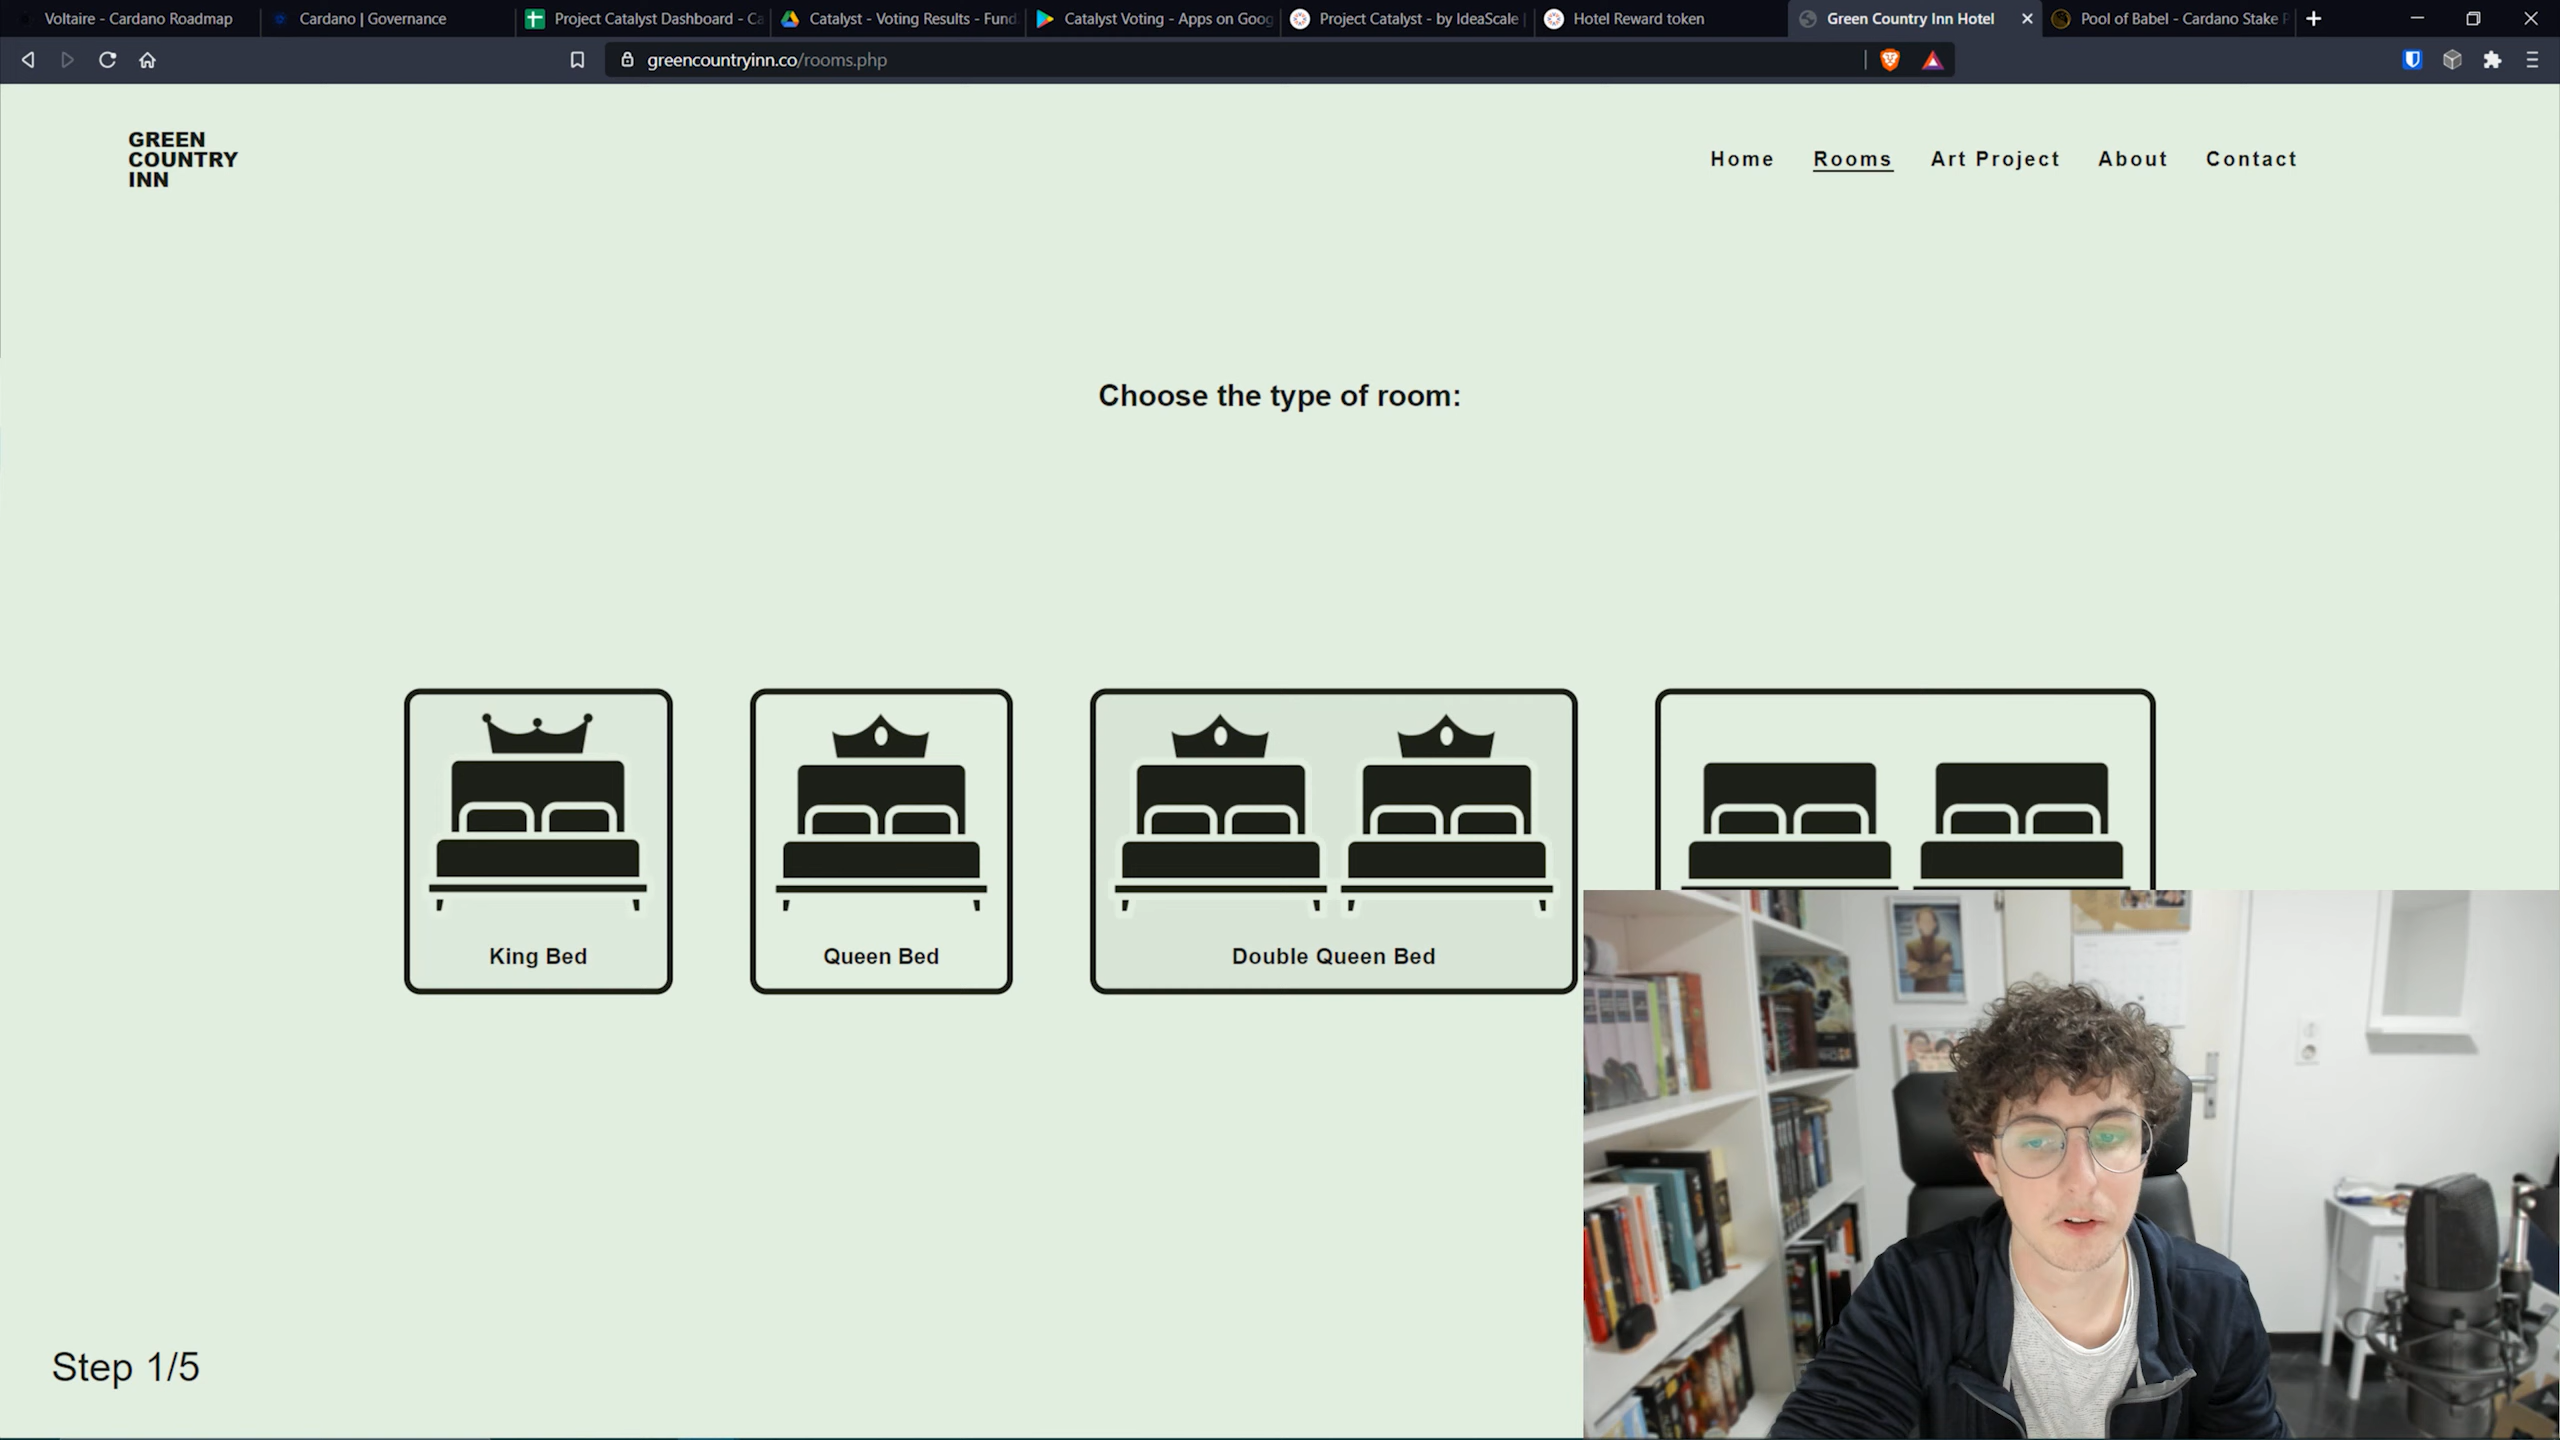 Voltaire - Cardano Roadmap
Cardano | Governance
Project Catalyst Dashboard - Ca
Catalyst - Voting Results - Fund
Catalyst Voting - Apps on Goog
Project Catalyst - by IdeaScale
Hotel Reward token
Green Country Inn Hotel
Pool of Babel - Cardano Stake P
greencountryinn.co/rooms.php
GREEN
COUNTRY
INN
Home
Rooms
Art Project
About
Contact
Choose the type of room:
King Bed
Queen Bed
Double Queen Bed
Step 1/5